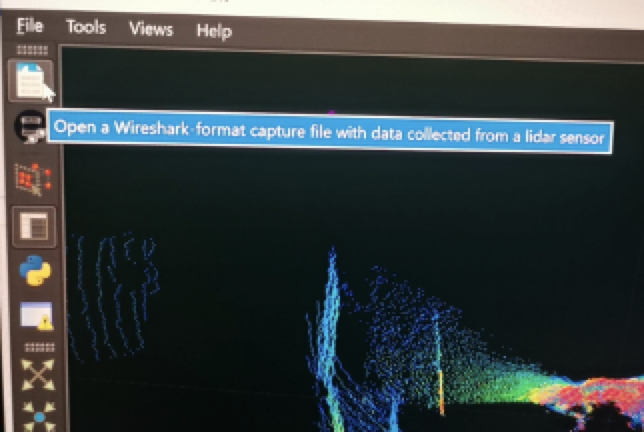 File Tools Views Help
Open a Wireshark-format capture file with data collected from a lidar sensor